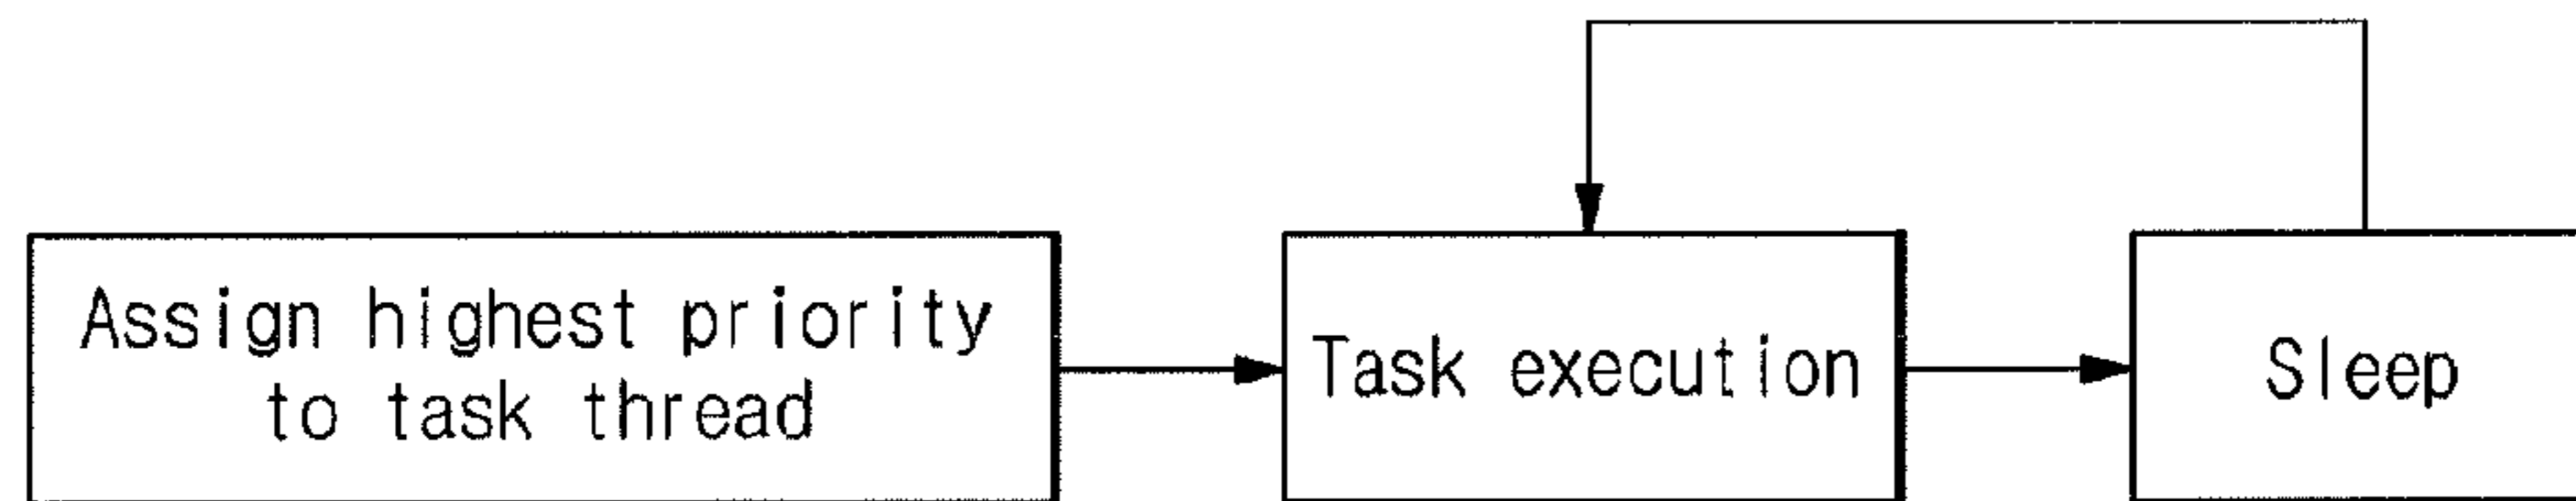 Assign highest priority
to task thread
Task execution
Sleep